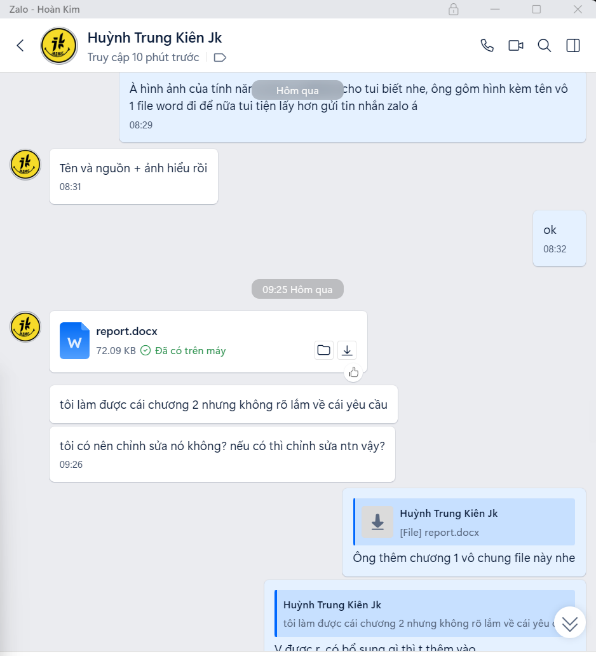 Zalo - Hoàn Kim
Huỳnh Trung Kiên Jk
Truy cập 10 phút trước
À hình ảnh của tính năn cho tui biết nhe, ông gôm hình kèm tên vô
Hôm qua
1 file word đi để nữa tui tiện lấy hơn gửi tin nhắn zalo á
08:29
Tên và nguồn + ảnh hiểu rồi
08:31
ok
08:32
09:25 Hôm qua
W
report.docx
72.09 KB Đã có trên máy
tôi làm được cái chương 2 nhưng không rõ lắm về cái yêu cầu
tôi có nên chỉnh sửa nó không? nếu có thì chỉnh sửa ntn vậy?
09:26
Huỳnh Trung Kiên Jk
[File] report.docx
Ông thêm chương 1 vô chung file này nhe
Huỳnh Trung Kiên Jk
tôi làm được cái chương 2 nhưng không rõ lắm về cái yêu
V được r, có bổ sung gì thì t thêm vào